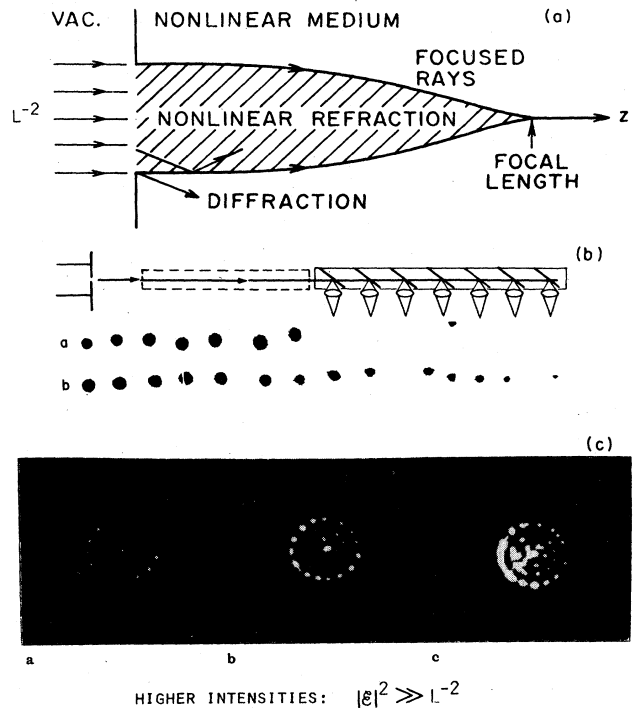 VAC. NONLINEAR MEDIUM (a)
FOCUSED
RAYS
L⁻² NONLINEAR REFRACTION z
FOCAL
LENGTH
DIFFRACTION
(b)
a
b
(c)
a b c
HIGHER INTENSITIES: |ℰ̃|² ≫ L⁻²